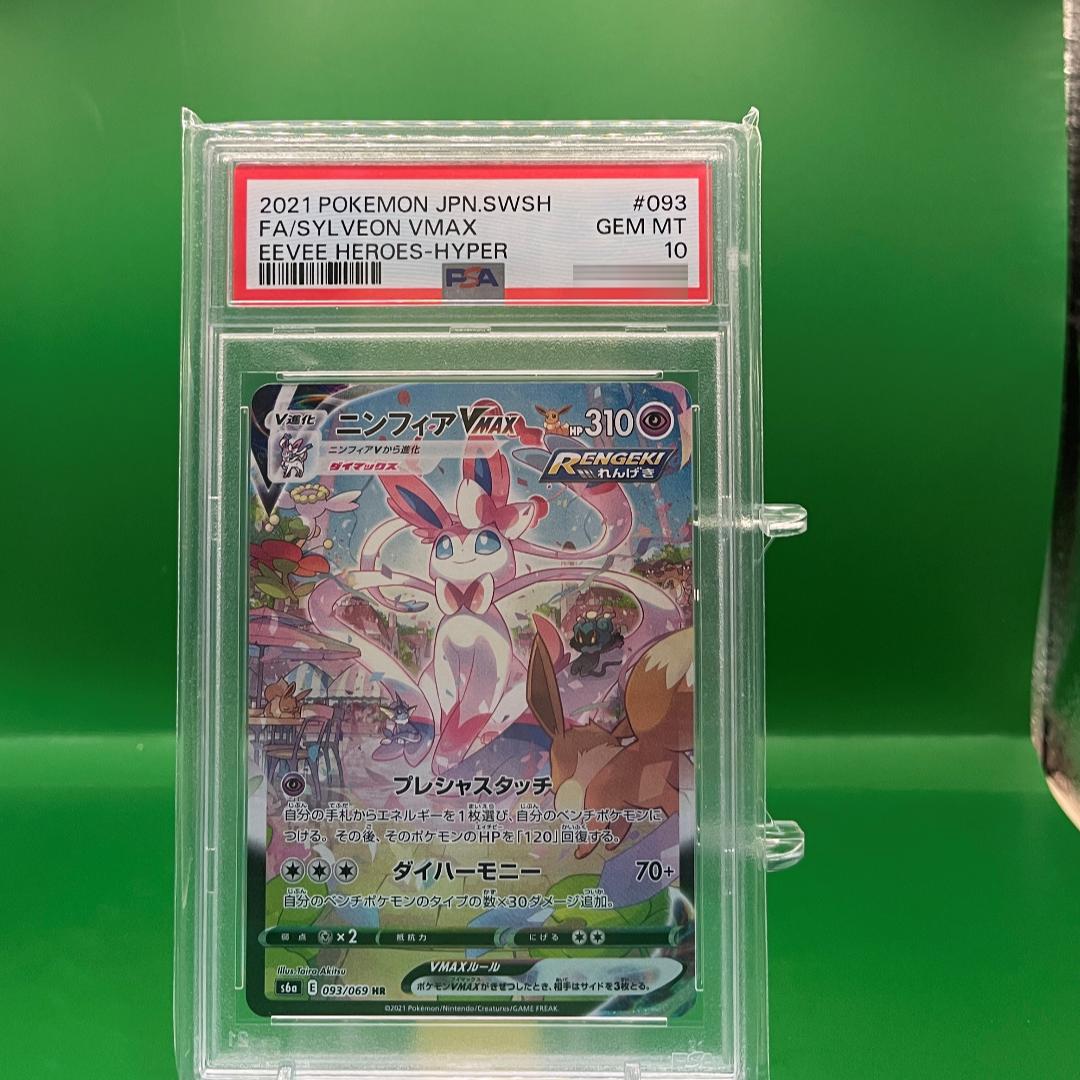 2021 POKEMON JPN.SWSH #093
FA/SYLVEON VMAX GEM MT
EEVEE HEROES-HYPER 10
PSA
V進化 ニンフィアVMAX HP310
ニンフィアVから進化
ダイマックス
RENGEKI
れんげき
プレシャスタッチ
自分の手札からエネルギーを1枚選び、自分のベンチポケモンに
つける。その後、そのポケモンのHPを「120」回復する。
ダイハーモニー 70+
自分のベンチポケモンのタイプの数×30ダメージ追加。
弱点 ×2 抵抗力 にげる
Illus.Taira Akitsu
VMAXルール
s6a E 093/069 HR
ポケモンVMAXがきぜつしたとき、相手はサイドを3枚とる。
©2021 Pokémon/Nintendo/Creatures/GAME FREAK.